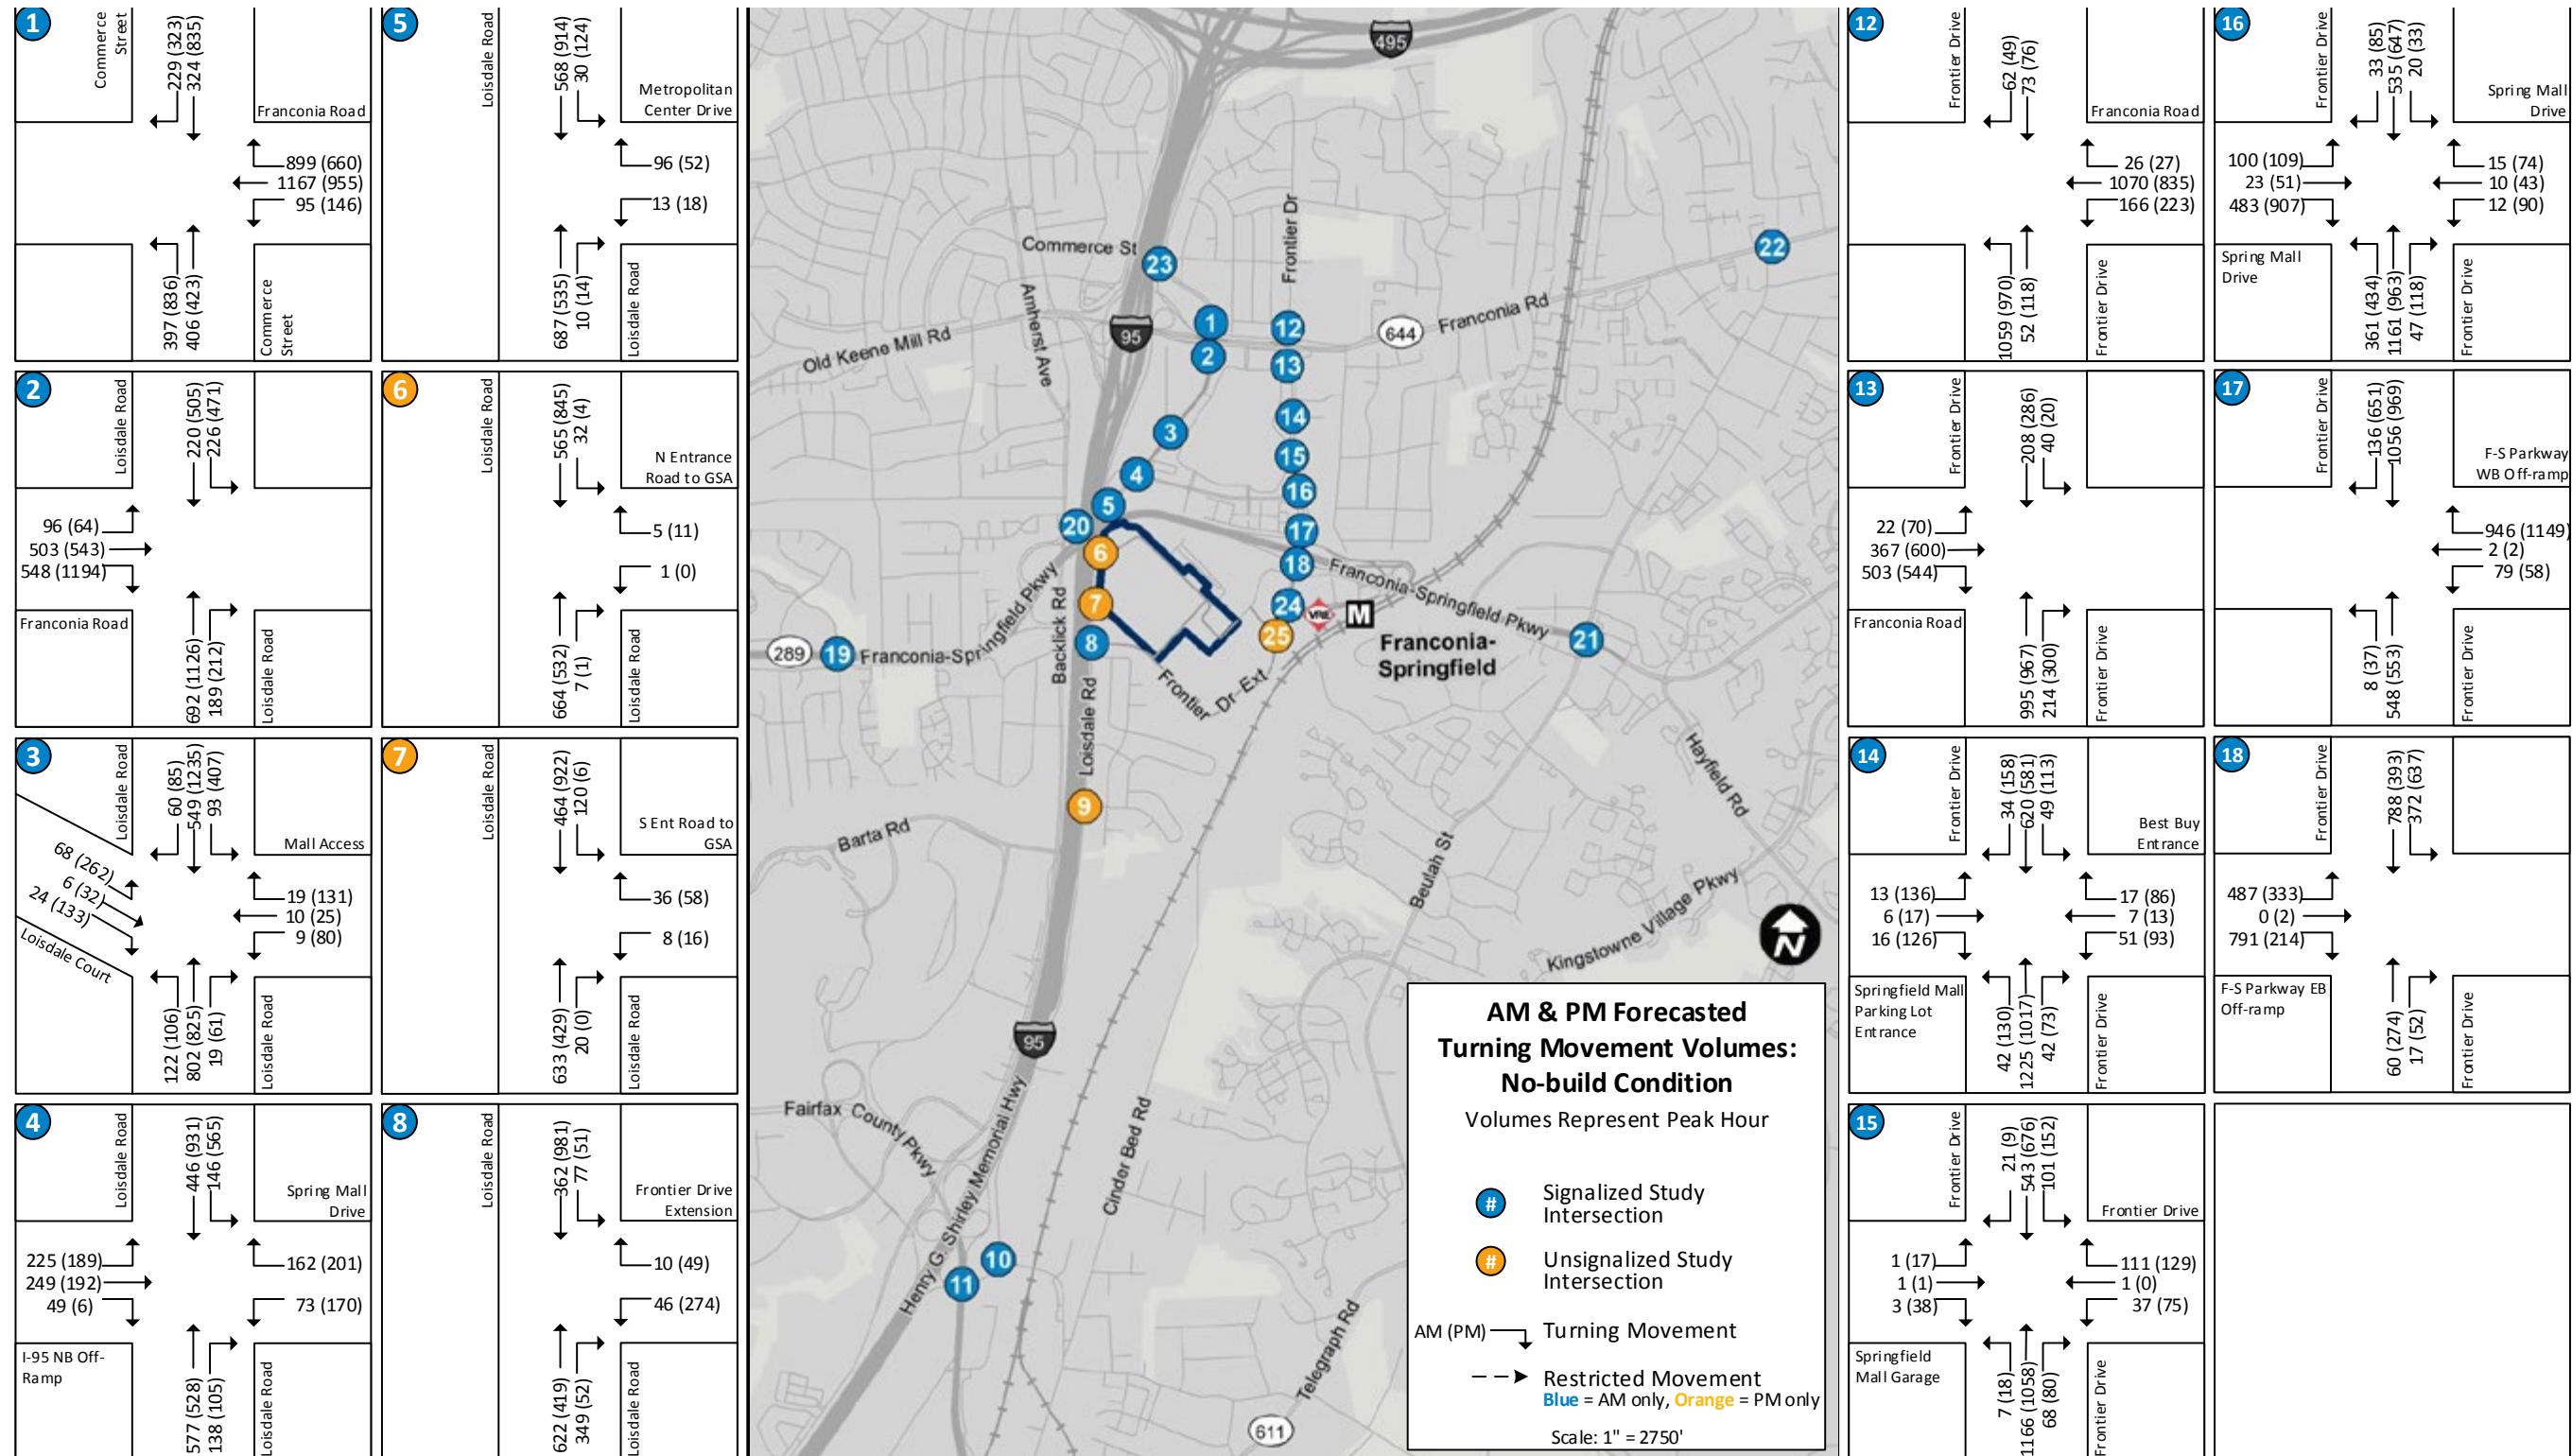 1
Commerce
Street
229 (323)
324 (835)
Franconia Road
899 (660)
1167 (955)
95 (146)
397 (836)
406 (423)
Commerce
Street
2
Loisdale Road
220 (505)
226 (471)
96 (64)
503 (543)
548 (1194)
Franconia Road
692 (1126)
189 (212)
Loisdale Road
3
Loisdale Road
60 (85)
549 (1235)
93 (407)
Mall Access
68 (262)
6 (32)
24 (133)
19 (131)
10 (25)
9 (80)
Loisdale Court
122 (106)
802 (825)
19 (61)
Loisdale Road
4
Loisdale Road
446 (931)
146 (565)
Spring Mall
Drive
225 (189)
249 (192)
49 (6)
162 (201)
73 (170)
I-95 NB Off-
Ramp
577 (528)
138 (105)
Loisdale Road
5
Loisdale Road
568 (914)
30 (124)
Metropolitan
Center Drive
96 (52)
13 (18)
687 (535)
10 (14)
Loisdale Road
6
Loisdale Road
565 (845)
32 (4)
N Entrance
Road to GSA
5 (11)
1 (0)
664 (532)
7 (1)
Loisdale Road
7
Loisdale Road
464 (922)
120 (6)
S Ent Road to
GSA
36 (58)
8 (16)
633 (429)
20 (0)
Loisdale Road
8
Loisdale Road
362 (981)
77 (51)
Frontier Drive
Extension
10 (49)
46 (274)
622 (419)
349 (52)
Loisdale Road
495
Frontier Dr
Commerce St
23
22
Amherst Ave
1
12
95
644
Franconia Rd
Old Keene Mill Rd
2
13
14
3
15
4
16
5
20
17
6
18
Franconia-Springfield Pkwy
7
24
VRE
M
25
8
Backlick Rd
289
19
Franconia-Springfield Pkwy
Franconia-
Springfield
21
Frontier Dr Ext
Loisdale Rd
Hayfield Rd
9
Barta Rd
Beulah St
Kingstowne Village Pkwy
N
95
Fairfax County Pkwy
Henry G. Shirley Memorial Hwy
Cinder Bed Rd
10
11
Telegraph Rd
611
AM & PM Forecasted
Turning Movement Volumes:
No-build Condition
Volumes Represent Peak Hour
# Signalized Study
Intersection
# Unsignalized Study
Intersection
AM (PM) Turning Movement
Restricted Movement
Blue = AM only, Orange = PM only
Scale: 1" = 2750'
12
Frontier Drive
62 (49)
73 (76)
Franconia Road
26 (27)
1070 (835)
166 (223)
1059 (970)
52 (118)
Frontier Drive
13
Frontier Drive
208 (286)
40 (20)
22 (70)
367 (600)
503 (544)
Franconia Road
995 (967)
214 (300)
Frontier Drive
14
Frontier Drive
34 (158)
620 (581)
49 (113)
Best Buy
Entrance
13 (136)
6 (17)
16 (126)
17 (86)
7 (13)
51 (93)
Springfield Mall
Parking Lot
Entrance
42 (130)
1225 (1017)
42 (73)
Frontier Drive
15
Frontier Drive
21 (9)
543 (676)
101 (152)
Frontier Drive
1 (17)
1 (1)
3 (38)
111 (129)
1 (0)
37 (75)
Springfield
Mall Garage
7 (18)
1166 (1058)
68 (80)
Frontier Drive
16
Frontier Drive
33 (85)
535 (647)
20 (33)
Spring Mall
Drive
100 (109)
23 (51)
483 (907)
15 (74)
10 (43)
12 (90)
Spring Mall
Drive
361 (434)
1161 (963)
47 (118)
Frontier Drive
17
Frontier Drive
136 (651)
1056 (969)
F-S Parkway
WB Off-ramp
946 (1149)
2 (2)
79 (58)
8 (37)
548 (553)
Frontier Drive
18
Frontier Drive
788 (393)
372 (637)
487 (333)
0 (2)
791 (214)
F-S Parkway EB
Off-ramp
60 (274)
17 (52)
Frontier Drive